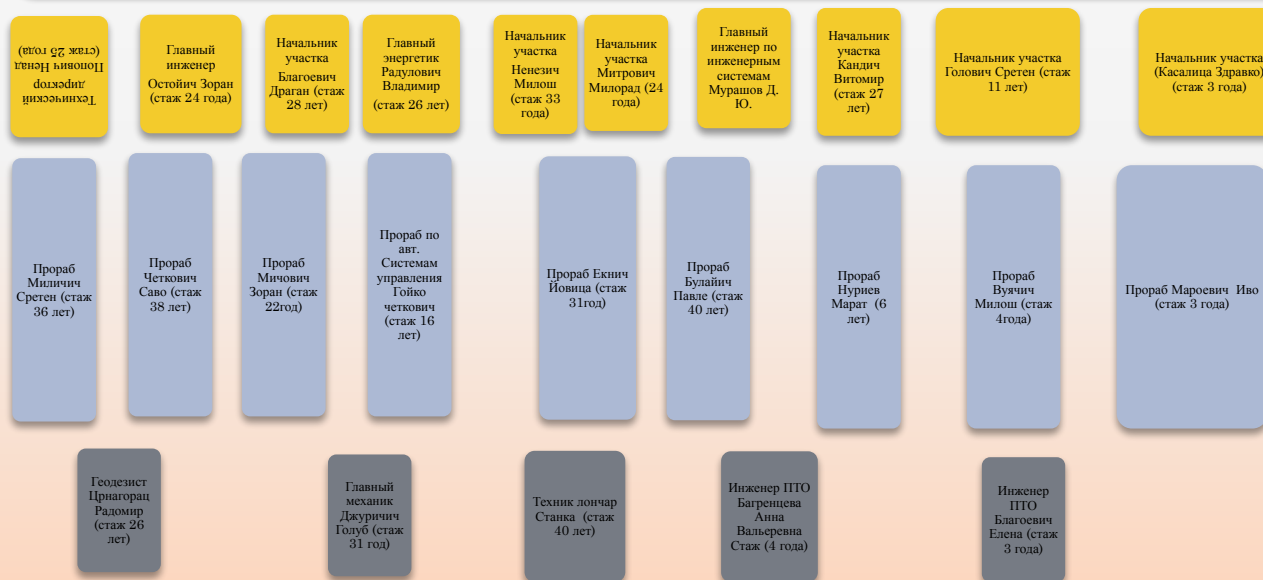 Технический
директор
Попович Ненад
(стаж 25 года)
Главный
инженер
Остойич Зоран
(стаж 24 года)
Начальник
участка
Благоевич
Драган (стаж
28 лет)
Главный
энергетик
Радулович
Владимир
(стаж 26 лет)
Начальник
участка
Ненезич
Милош
(стаж 33
года)
Начальник
участка
Митрович
Милорад (24
года)
Главный
инженер по
инженерным
системам
Мурашов Д.
Ю.
Начальник
участка
Кандич
Витомир
(стаж 27
лет)
Начальник участка
Голович Сретен (стаж
11 лет)
Начальник участка
(Касалица Здравко)
(стаж 3 года)
Прораб
Миличич
Сретен (стаж
36 лет)
Прораб
Четкович
Саво (стаж
38 лет)
Прораб
Мичович
Зоран (стаж
22год)
Прораб по
авт.
Системам
управления
Гойко
четкович
(стаж 16
лет)
Прораб Екнич
Йовица (стаж
31год)
Прораб
Булайич
Павле (стаж
40 лет)
Прораб
Нуриев
Марат (6
лет)
Прораб
Вуячич
Милош (стаж
4года)
Прораб Мароевич Иво
(стаж 3 года)
Геодезист
Црнагорац
Радомир
(стаж 26
лет)
Главный
механик
Джуричич
Голуб (стаж
31 год)
Техник лончар
Станка (стаж
40 лет)
Инженер ПТО
Багренцева
Анна
Вальеревна
Стаж (4 года)
Инженер
ПТО
Благоевич
Елена (стаж
3 года)